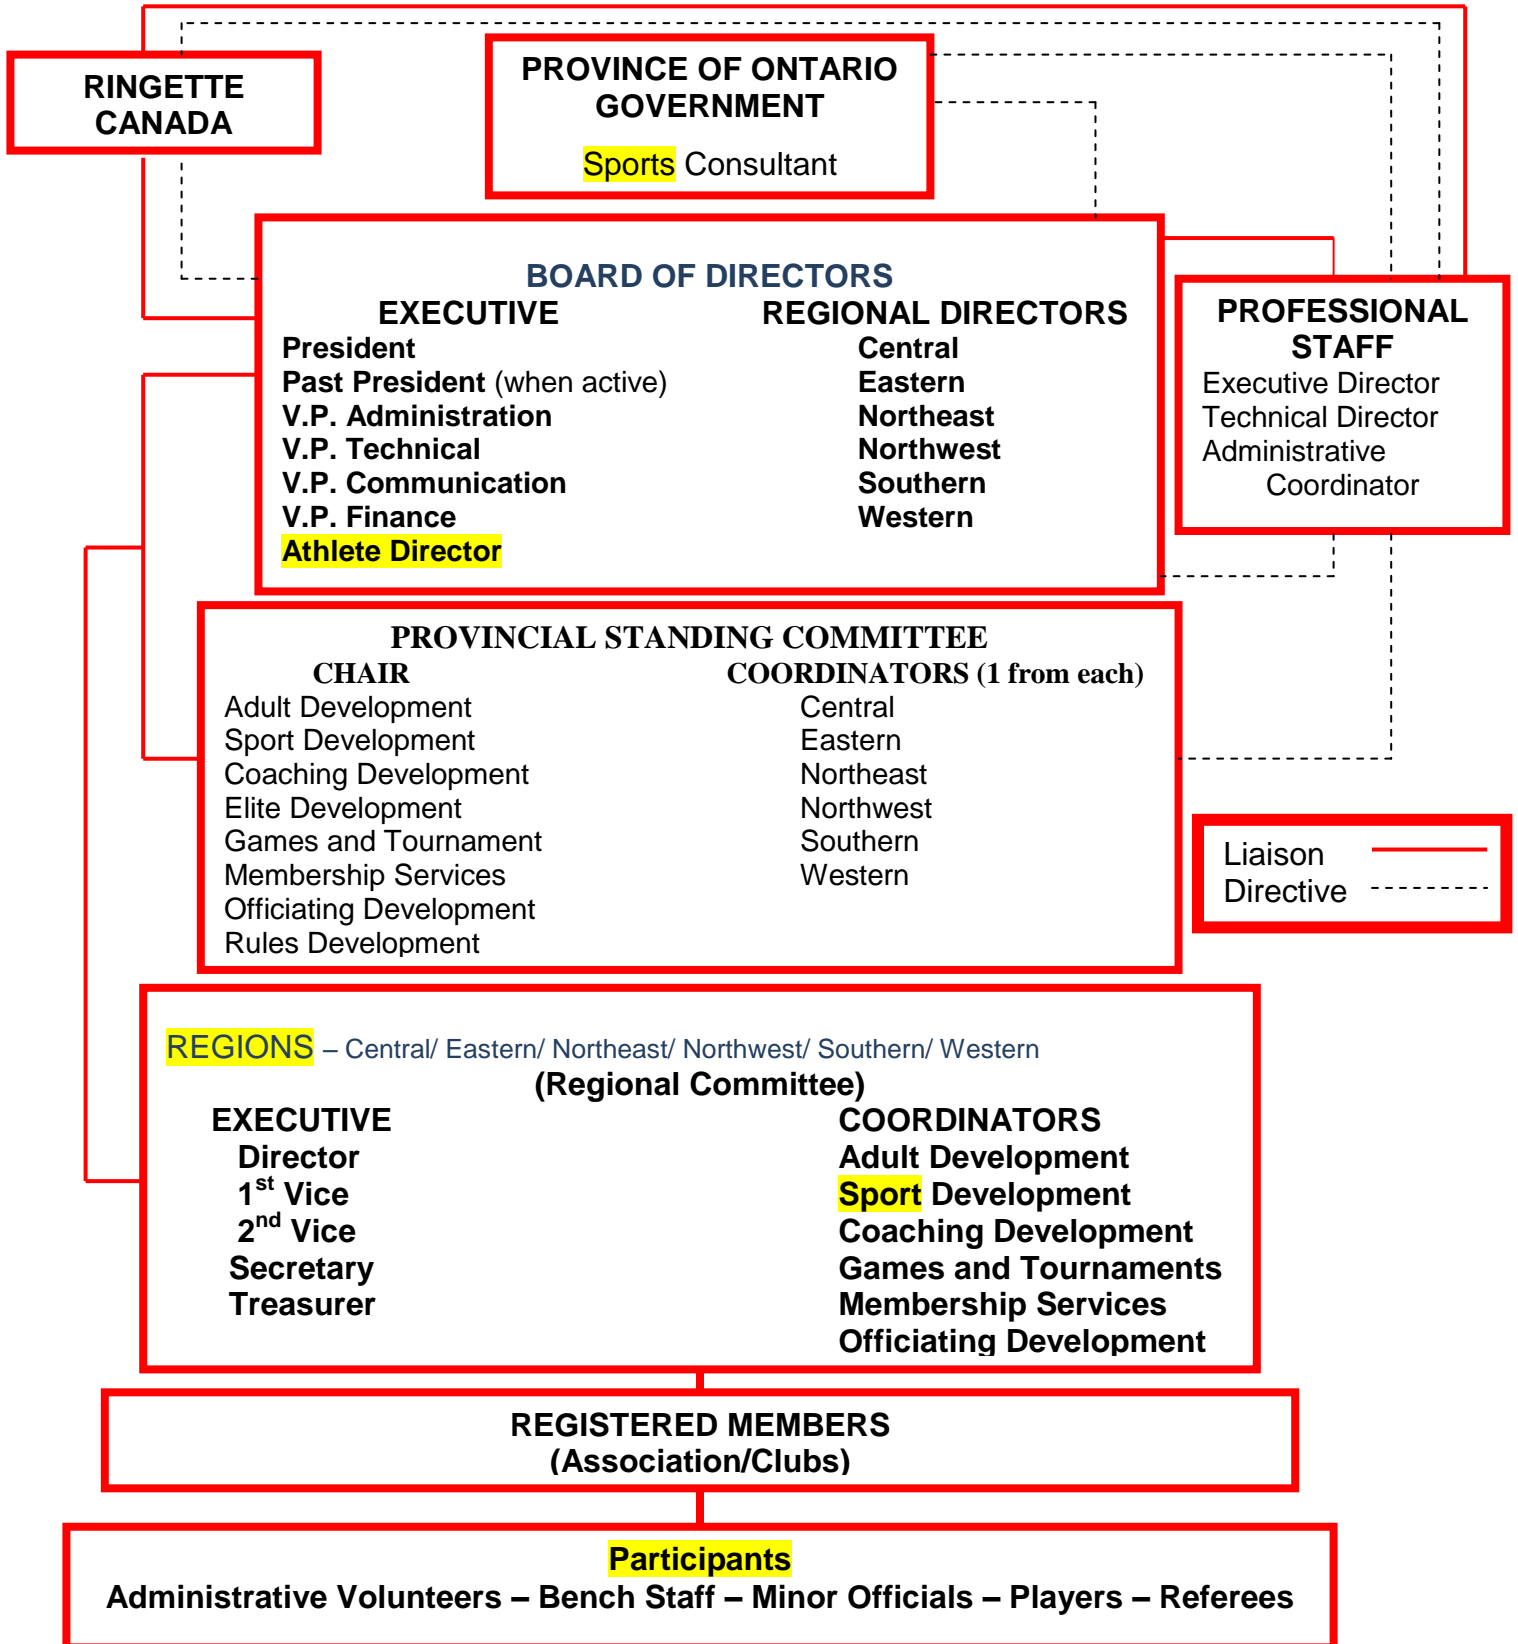 RINGETTE
CANADA
PROVINCE OF ONTARIO
GOVERNMENT
Sports Consultant
BOARD OF DIRECTORS
EXECUTIVE
President
Past President (when active)
V.P. Administration
V.P. Technical
V.P. Communication
V.P. Finance
Athlete Director
REGIONAL DIRECTORS
Central
Eastern
Northeast
Northwest
Southern
Western
PROFESSIONAL
STAFF
Executive Director
Technical Director
Administrative
Coordinator
PROVINCIAL STANDING COMMITTEE
CHAIR
Adult Development
Sport Development
Coaching Development
Elite Development
Games and Tournament
Membership Services
Officiating Development
Rules Development
COORDINATORS (1 from each)
Central
Eastern
Northeast
Northwest
Southern
Western
Liaison
Directive
REGIONS – Central/ Eastern/ Northeast/ Northwest/ Southern/ Western
(Regional Committee)
EXECUTIVE
Director
1st Vice
2nd Vice
Secretary
Treasurer
COORDINATORS
Adult Development
Sport Development
Coaching Development
Games and Tournaments
Membership Services
Officiating Development
REGISTERED MEMBERS
(Association/Clubs)
Participants
Administrative Volunteers – Bench Staff – Minor Officials – Players – Referees